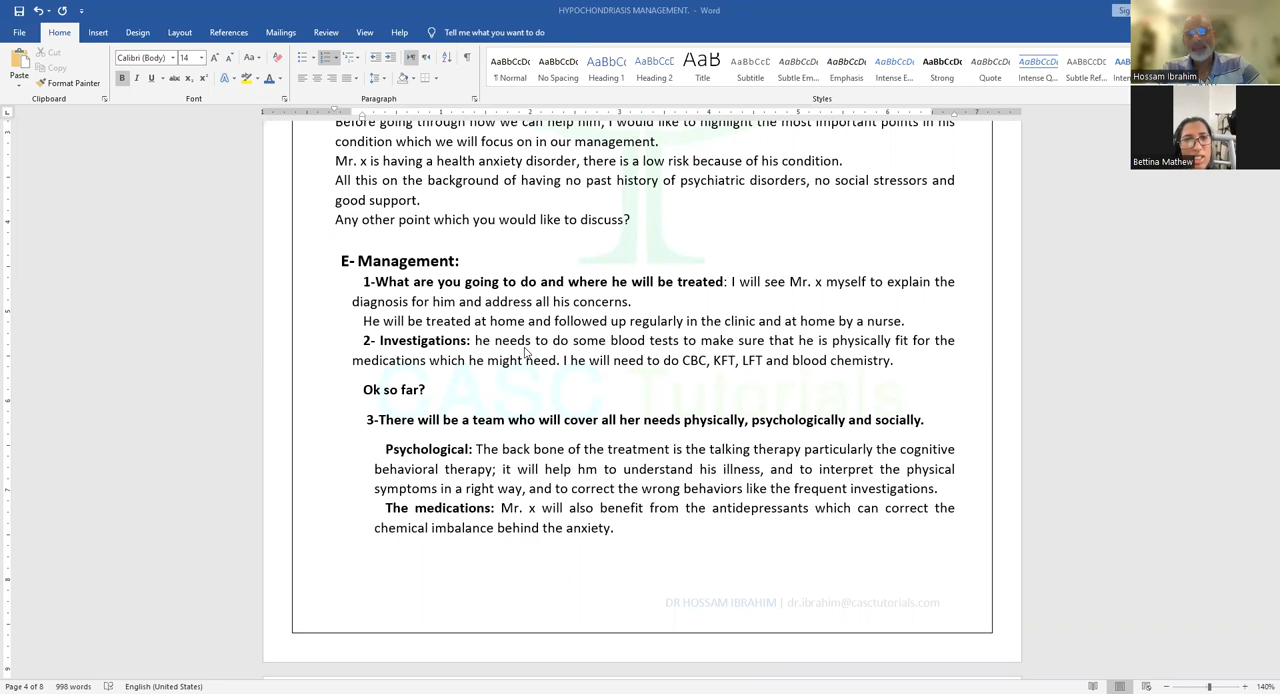 HYPOCHONDRIASIS MANAGEMENT. - Word
File Home Insert Design Layout References Mailings Review View Help Tell me what you want to do
Paste
Cut
Copy
Format Painter
Clipboard
Calibri (Body) 14
Font
Paragraph
AaBbCcDc AaBbCcDc AaBbCc AaBbCcC AaB AaBbCcD AaBbCcDc AaBbCcDc AaBbCcDc AaBbCcDc AaBbCcDc AaBbCcDc AaBbCcDc
¶ Normal No Spacing Heading 1 Heading 2 Title Subtitle Subtle Em... Emphasis Intense E... Strong Quote Intense Q... Subtle Ref...
Styles
Hossam Ibrahim
Bettina Mathew
Before going through how we can help him, I would like to highlight the most important points in his
condition which we will focus on in our management.
Mr. x is having a health anxiety disorder, there is a low risk because of his condition.
All this on the background of having no past history of psychiatric disorders, no social stressors and
good support.
Any other point which you would like to discuss?
E- Management:
1-What are you going to do and where he will be treated: I will see Mr. x myself to explain the
diagnosis for him and address all his concerns.
He will be treated at home and followed up regularly in the clinic and at home by a nurse.
2- Investigations: he needs to do some blood tests to make sure that he is physically fit for the
medications which he might need. I he will need to do CBC, KFT, LFT and blood chemistry.
CASC Tutorials
Ok so far?
3-There will be a team who will cover all her needs physically, psychologically and socially.
Psychological: The back bone of the treatment is the talking therapy particularly the cognitive
behavioral therapy; it will help hm to understand his illness, and to interpret the physical
symptoms in a right way, and to correct the wrong behaviors like the frequent investigations.
The medications: Mr. x will also benefit from the antidepressants which can correct the
chemical imbalance behind the anxiety.
DR HOSSAM IBRAHIM | dr.ibrahim@casctutorials.com
Page 4 of 8 998 words English (United States) 140%